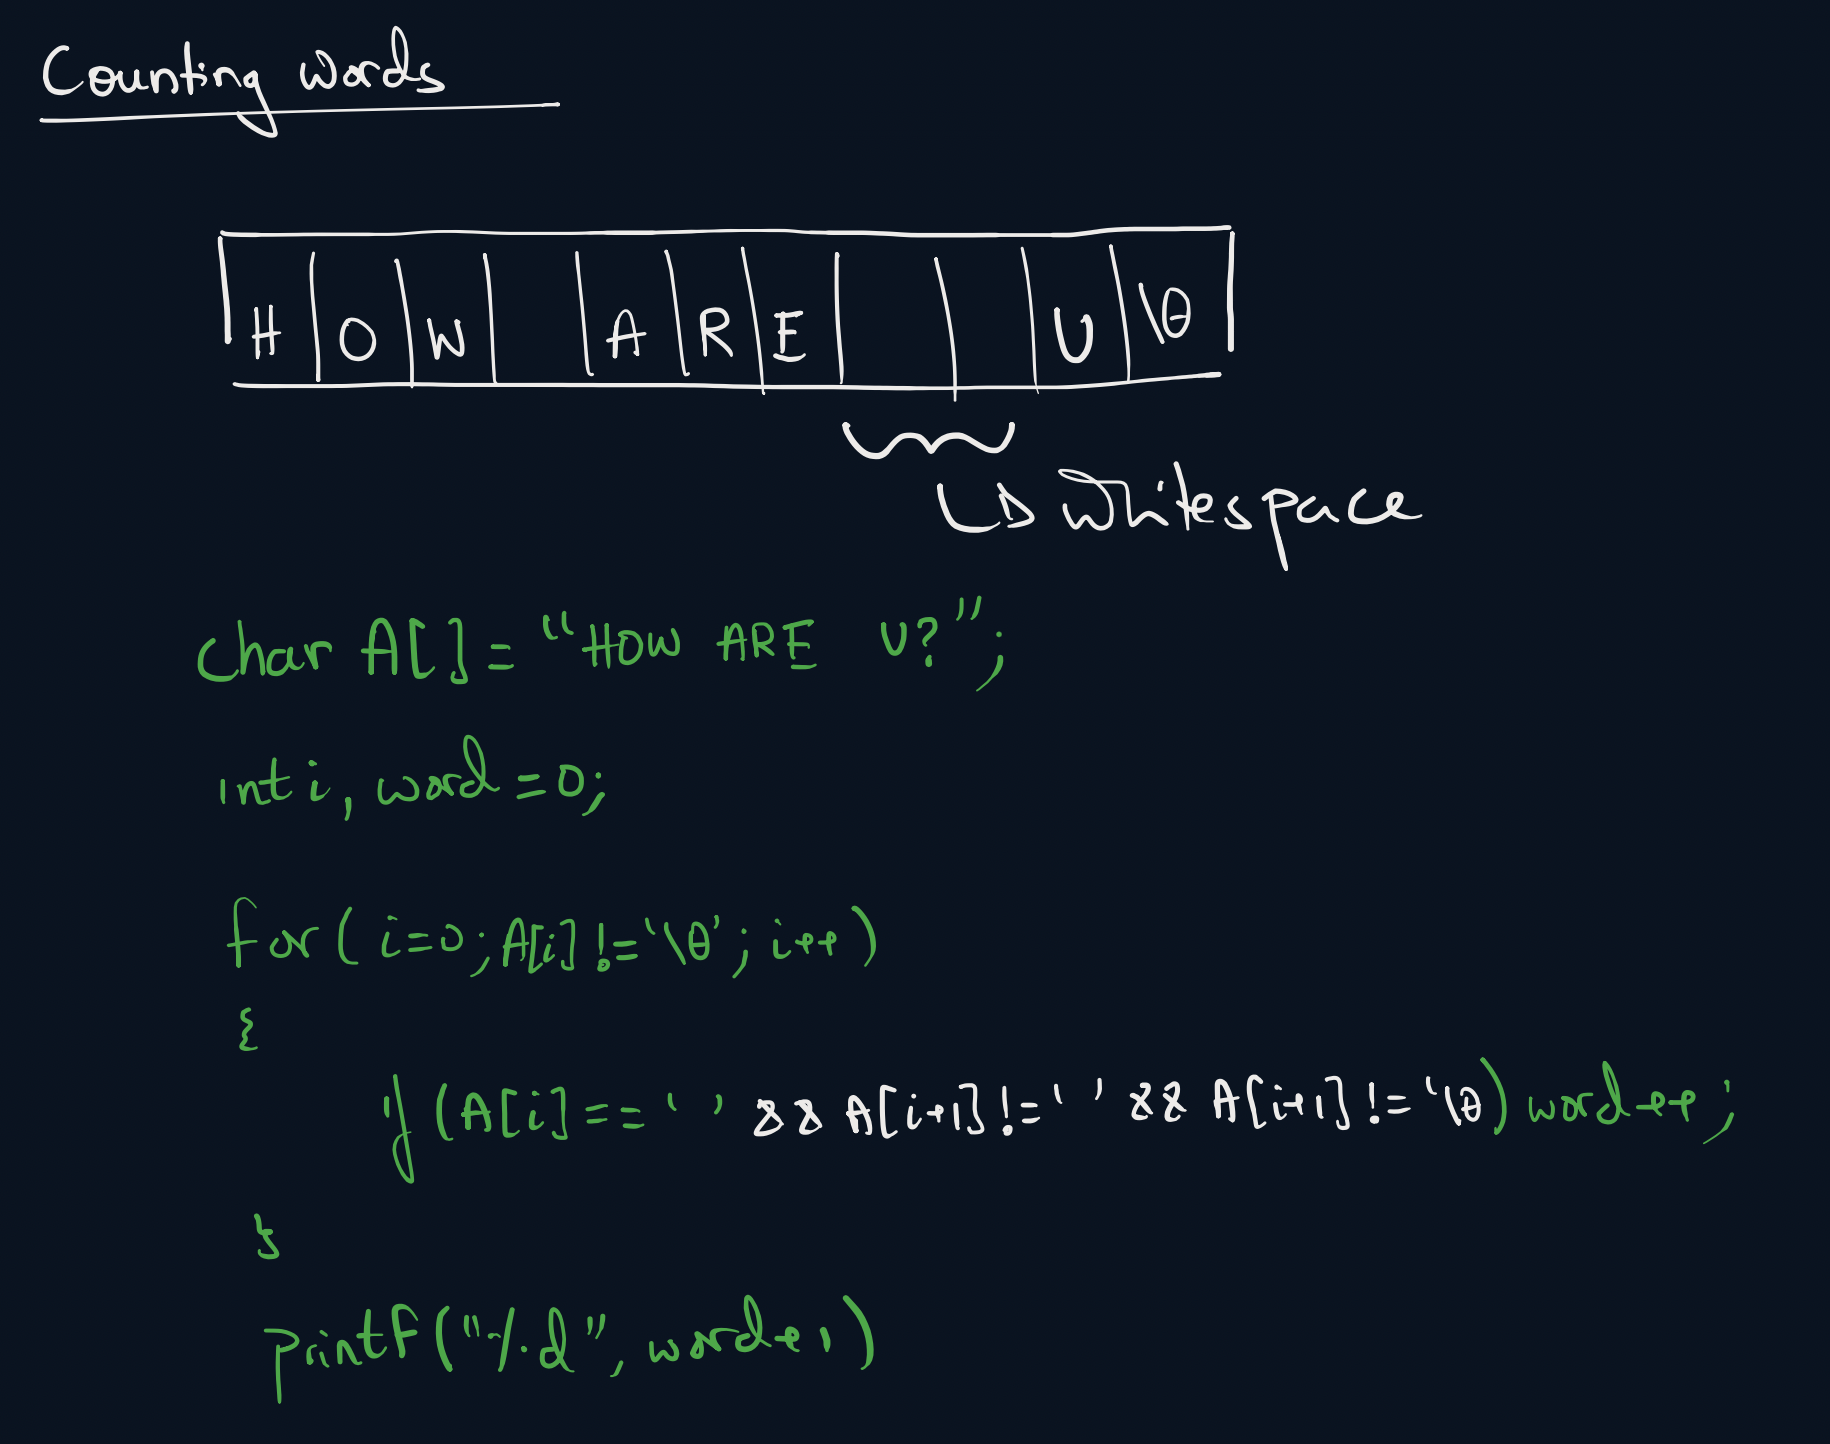 Counting words
H O W A R E U \0
whitespace
char A[] = "HOW ARE  U?";
int i, word = 0;
for( i=0; A[i] != '\0'; i++)
{
if (A[i] == ' ' && A[i+1] != ' ' && A[i+1] != '\0) word++;
}
printf("%d", word+1)